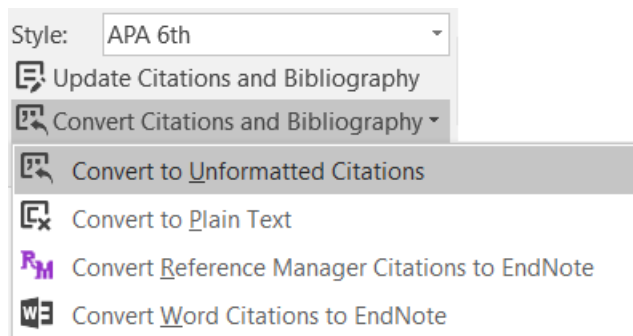 Style: APA 6th
Update Citations and Bibliography
Convert Citations and Bibliography
Convert to Unformatted Citations
Convert to Plain Text
RM Convert Reference Manager Citations to EndNote
W Convert Word Citations to EndNote